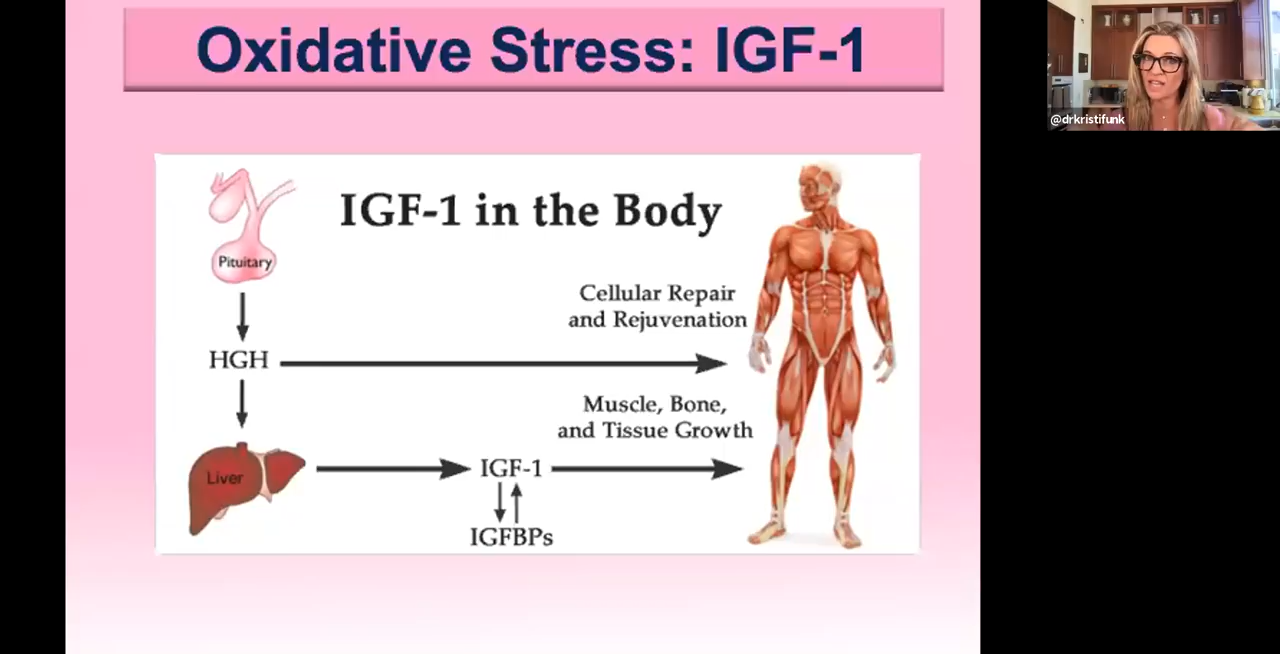 Oxidative Stress: IGF-1
@drkristifunk
IGF-1 in the Body
Pituitary
Cellular Repair
and Rejuvenation
HGH
Muscle, Bone,
and Tissue Growth
Liver
IGF-1
IGFBPs